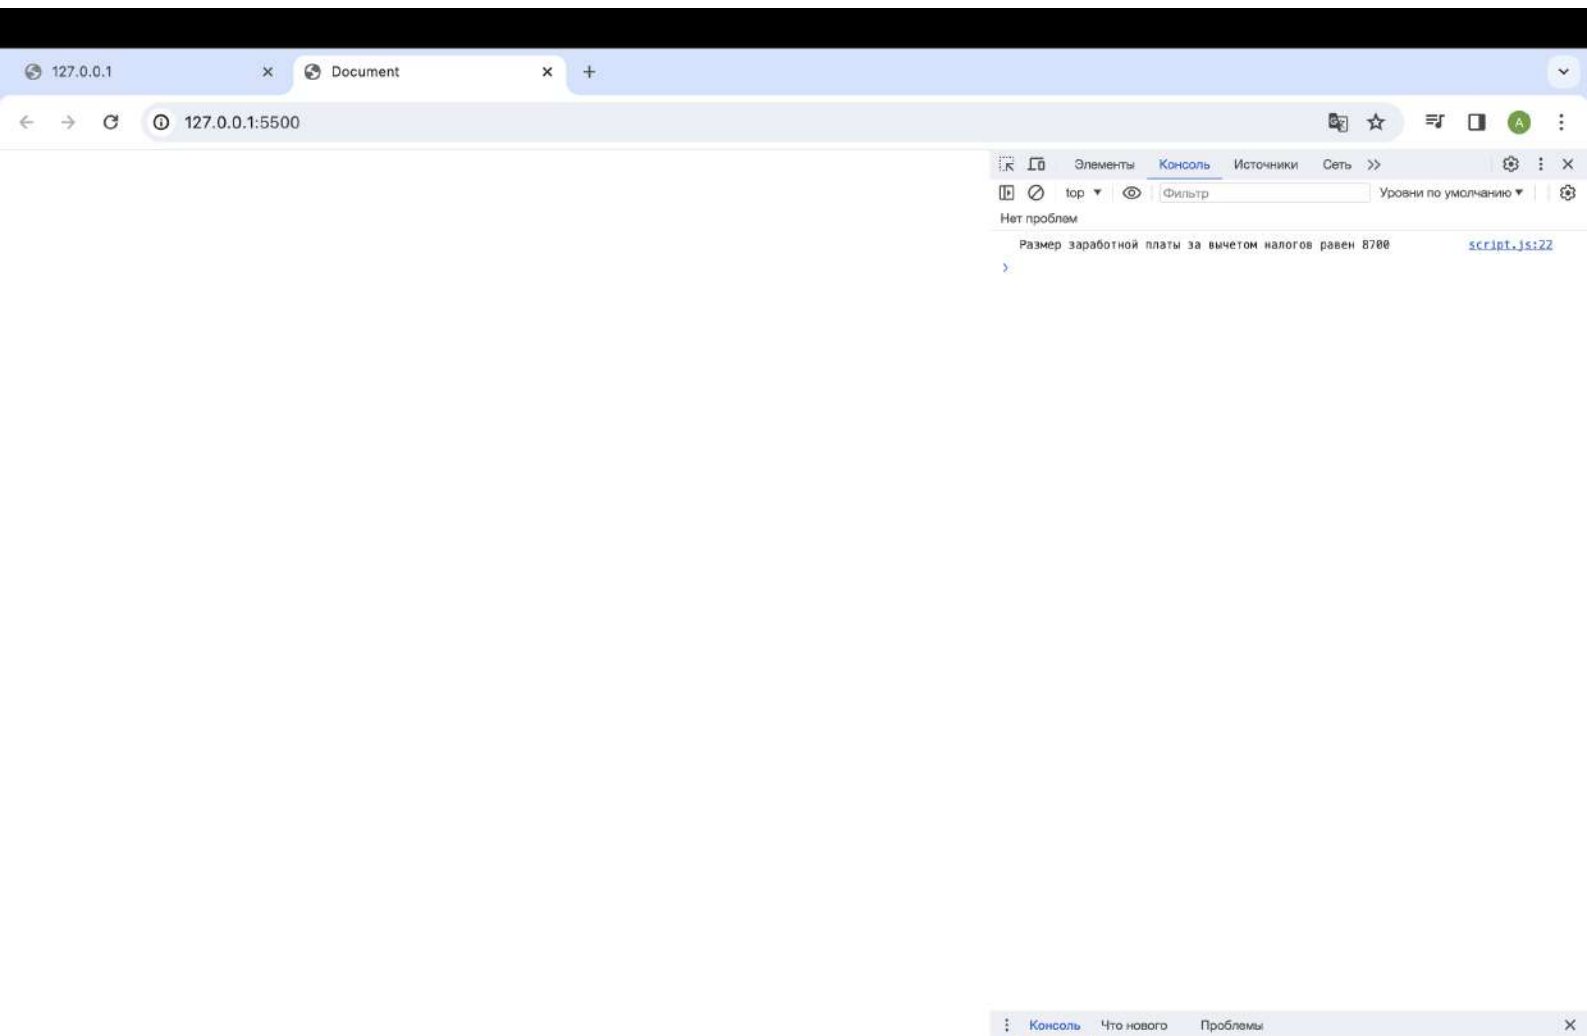 127.0.0.1
Document
127.0.0.1:5500
A
Элементы Консоль Источники Сеть
top Фильтр Уровни по умолчанию
Нет проблем
Размер заработной платы за вычетом налогов равен 8700 script.js:22
Консоль Что нового Проблемы